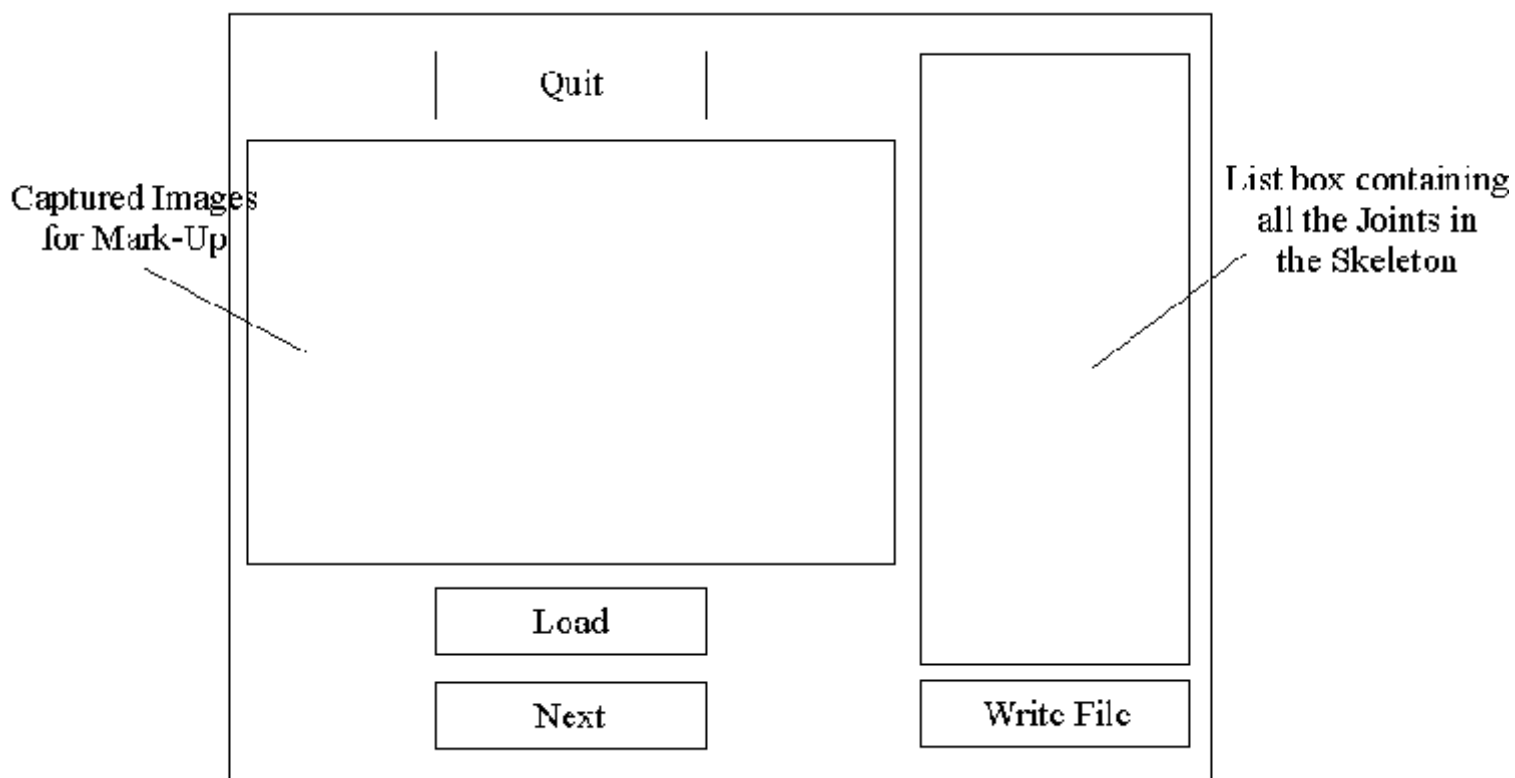 Quit
Captured Images
for Mark-Up
List box containing
all the Joints in
the Skeleton
Load
Next
Write File